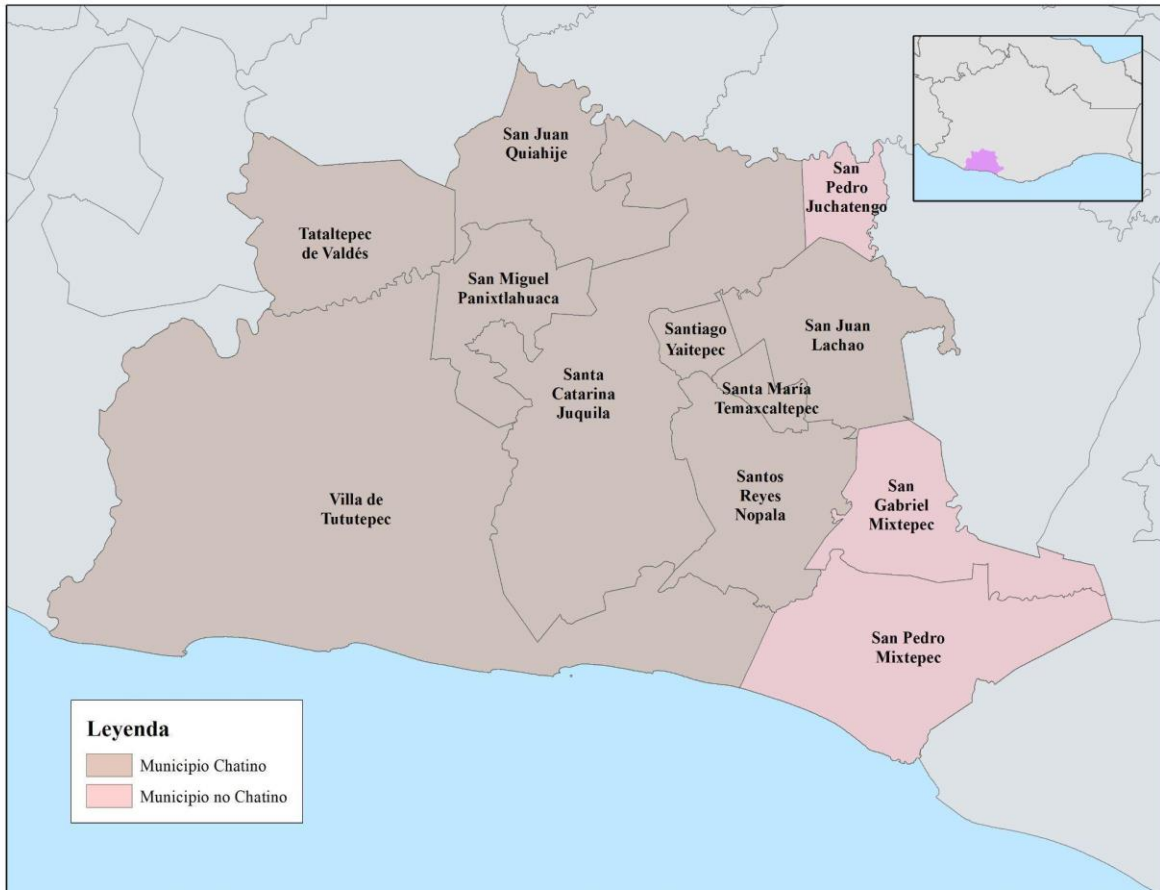 San Juan
Quiahije
San
Pedro
Juchatengo
Tataltepec
de Valdés
San Miguel
Panixtlahuaca
Santiago
Yaitepec
San Juan
Lachao
Santa
Catarina
Juquila
Santa María
Temaxcaltepec
Villa de
Tututepec
Santos
Reyes
Nopala
San
Gabriel
Mixtepec
San Pedro
Mixtepec
Leyenda
Municipio Chatino
Municipio no Chatino